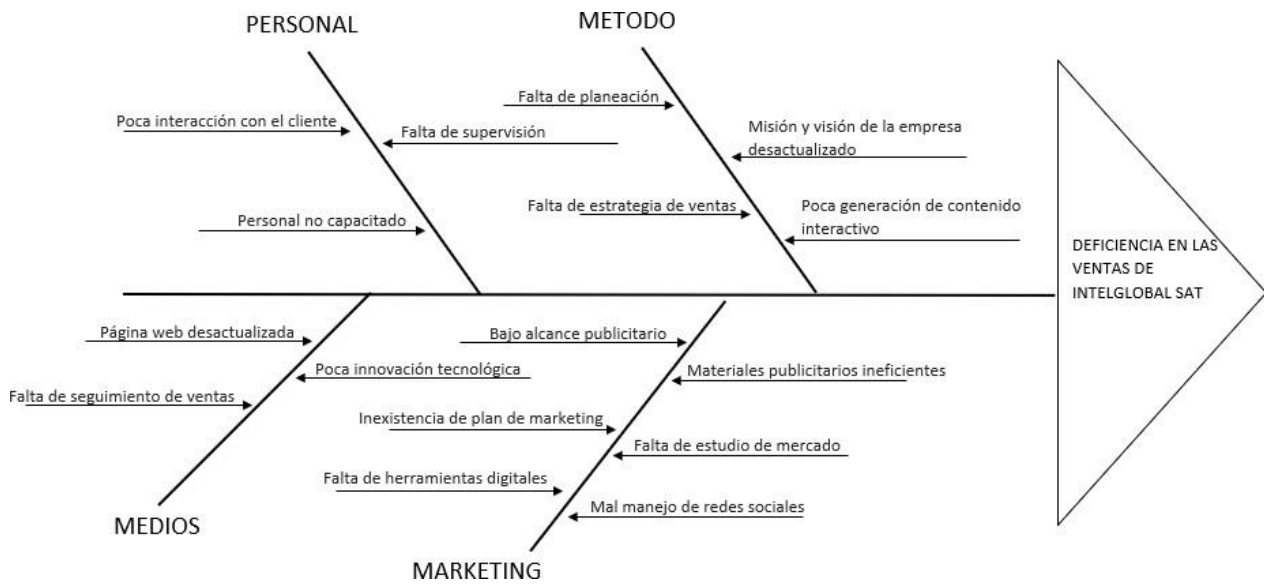 PERSONAL
METODO
Falta de planeación
Poca interacción con el cliente
Falta de supervisión
Misión y visión de la empresa
desactualizado
Falta de estrategia de ventas
Poca generación de contenido
interactivo
Personal no capacitado
DEFICIENCIA EN LAS
VENTAS DE
INTELGLOBAL SAT
Página web desactualizada
Bajo alcance publicitario
Poca innovación tecnológica
Materiales publicitarios ineficientes
Falta de seguimiento de ventas
Inexistencia de plan de marketing
Falta de estudio de mercado
Falta de herramientas digitales
Mal manejo de redes sociales
MEDIOS
MARKETING